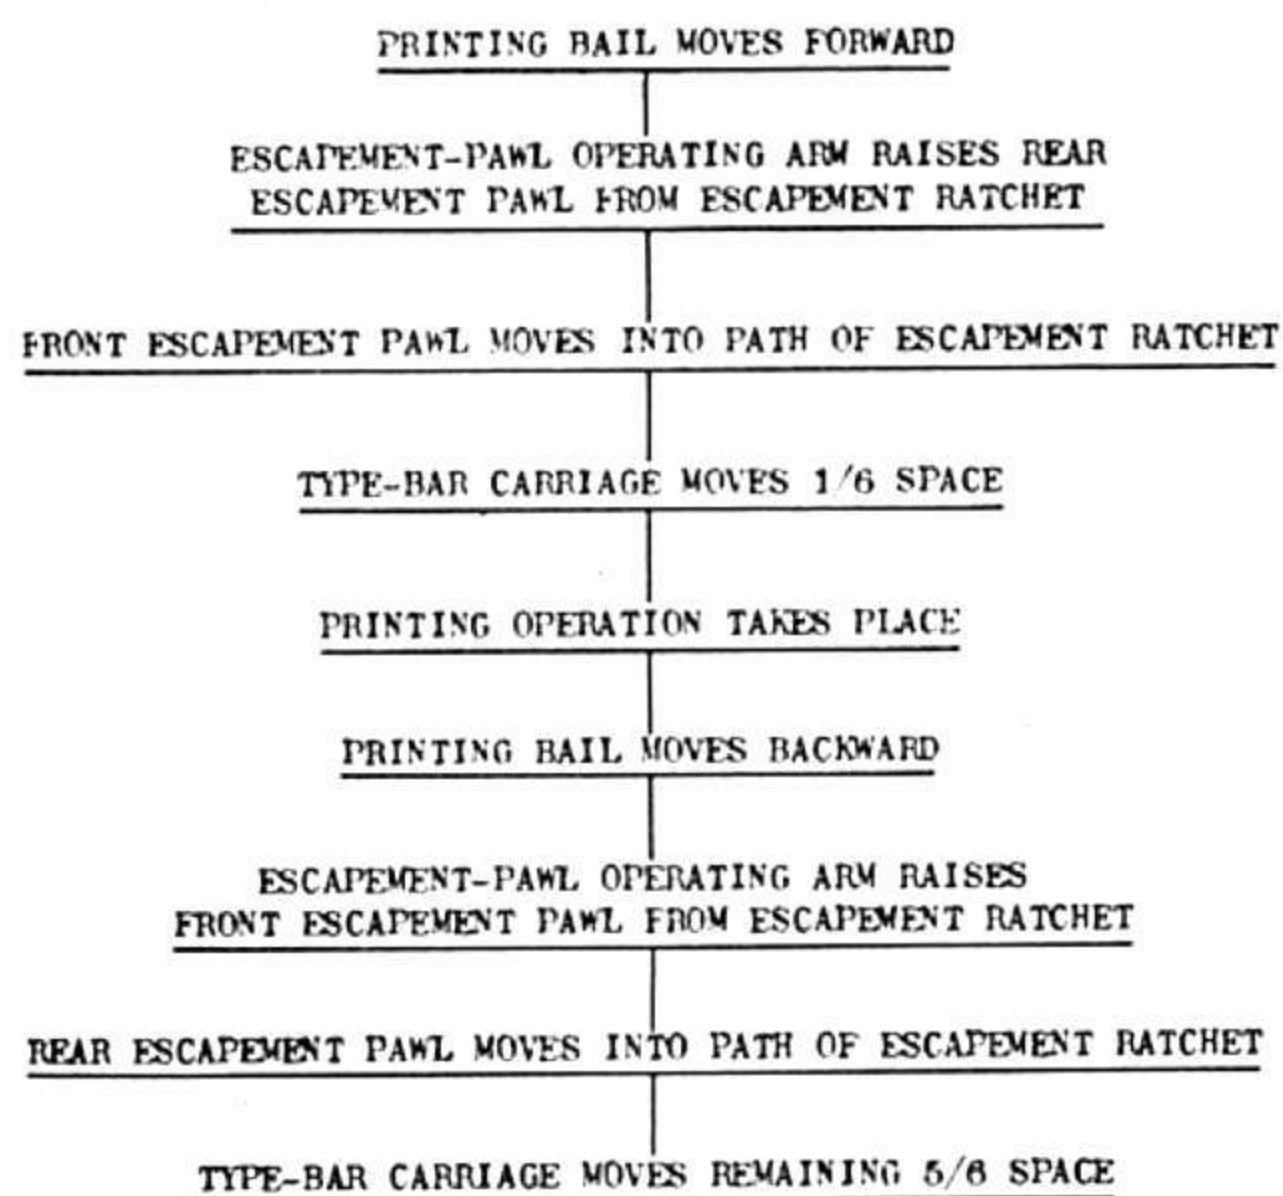 PRINTING BAIL MOVES FORWARD
ESCAPEMENT-PAWL OPERATING ARM RAISES REAR
ESCAPEMENT PAWL FROM ESCAPEMENT RATCHET
FRONT ESCAPEMENT PAWL MOVES INTO PATH OF ESCAPEMENT RATCHET
TYPE-BAR CARRIAGE MOVES 1/6 SPACE
PRINTING OPERATION TAKES PLACE
PRINTING BAIL MOVES BACKWARD
ESCAPEMENT-PAWL OPERATING ARM RAISES
FRONT ESCAPEMENT PAWL FROM ESCAPEMENT RATCHET
REAR ESCAPEMENT PAWL MOVES INTO PATH OF ESCAPEMENT RATCHET
TYPE-BAR CARRIAGE MOVES REMAINING 5/6 SPACE